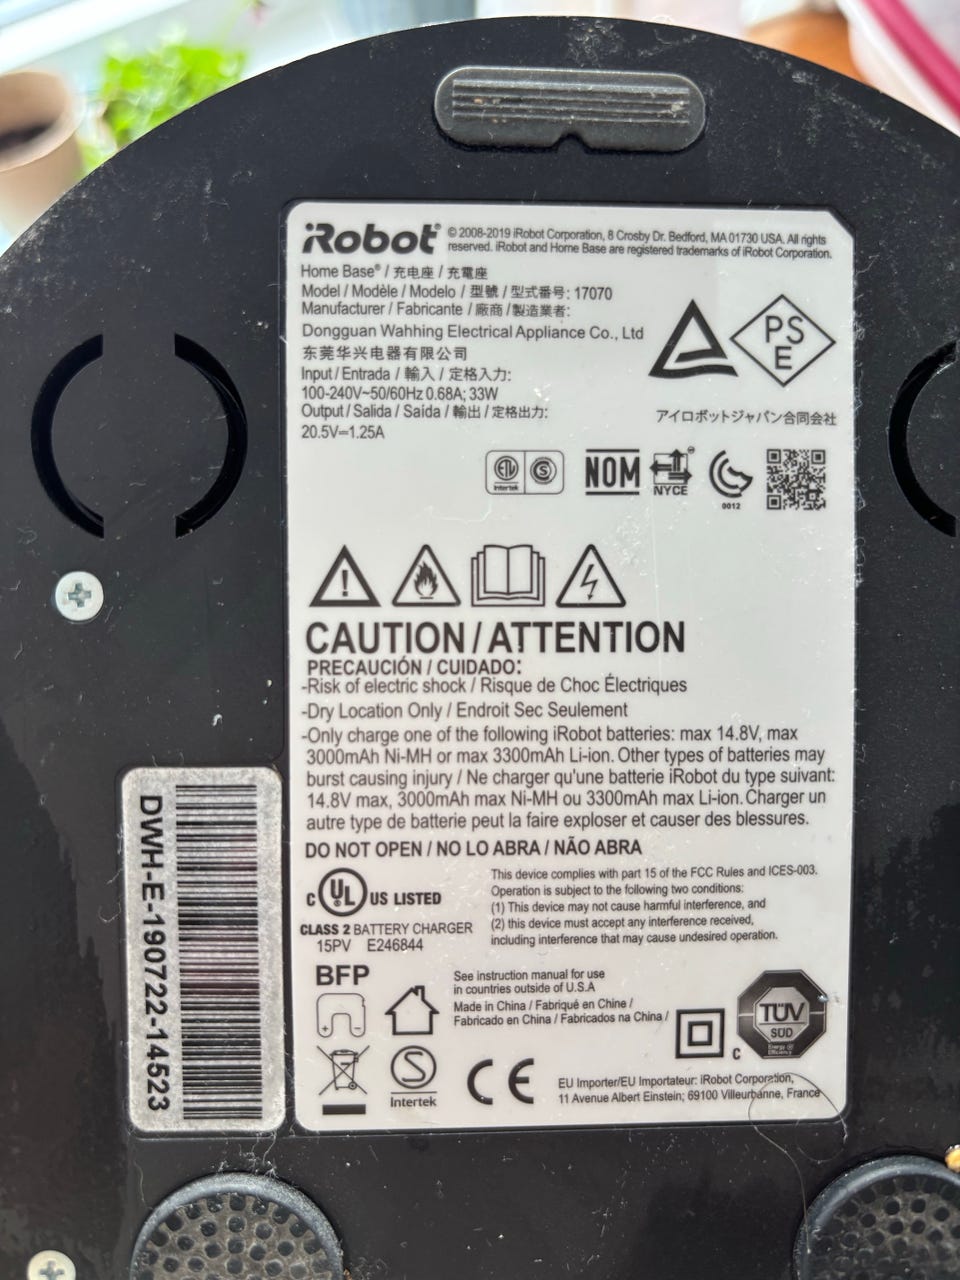 iRobot® © 2008-2019 iRobot Corporation, 8 Crosby Dr. Bedford, MA 01730 USA. All rights
reserved. iRobot and Home Base are registered trademarks of iRobot Corporation.
Home Base® / 充电座 / 充電座
Model / Modèle / Modelo / 型號 / 型式番号: 17070
Manufacturer / Fabricante / 廠商 / 製造業者:
Dongguan Wahhing Electrical Appliance Co., Ltd
东莞华兴电器有限公司
Input / Entrada / 輸入 / 定格入力:
100-240V~50/60Hz 0.68A; 33W
Output / Salida / Saída / 輸出 / 定格出力:
20.5V⎓1.25A
PS
E
アイロボットジャパン合同会社
ETL
Intertek
S
NOM
NYCE
0012
CAUTION / ATTENTION
PRECAUCIÓN / CUIDADO:
-Risk of electric shock / Risque de Choc Électriques
-Dry Location Only / Endroit Sec Seulement
-Only charge one of the following iRobot batteries: max 14.8V, max
3000mAh Ni-MH or max 3300mAh Li-ion. Other types of batteries may
burst causing injury / Ne charger qu'une batterie iRobot du type suivant:
14.8V max, 3000mAh max Ni-MH ou 3300mAh max Li-ion. Charger un
autre type de batterie peut la faire exploser et causer des blessures.
DO NOT OPEN / NO LO ABRA / NÃO ABRA
C UL US LISTED
CLASS 2 BATTERY CHARGER
15PV E246844
This device complies with part 15 of the FCC Rules and ICES-003.
Operation is subject to the following two conditions:
(1) This device may not cause harmful interference, and
(2) this device must accept any interference received,
including interference that may cause undesired operation.
BFP
See instruction manual for use
in countries outside of U.S.A
Made in China / Fabriqué en Chine /
Fabricado en China / Fabricados na China /
C
TÜV
SÜD
Energy
Efficiency
S
Intertek
CE
EU Importer/EU Importateur: iRobot Corporation,
11 Avenue Albert Einstein; 69100 Villeurbanne, France
DWH-E-190722-14523